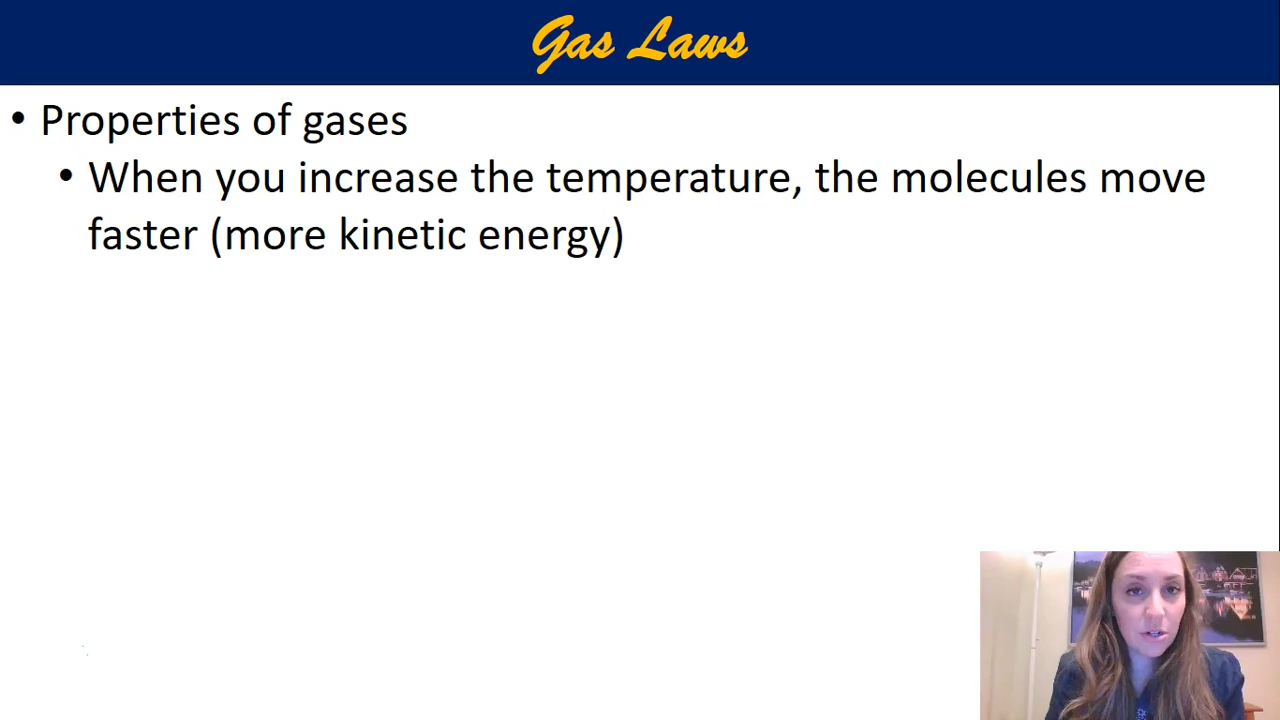 Gas Laws
• Properties of gases
• When you increase the temperature, the molecules move
faster (more kinetic energy)